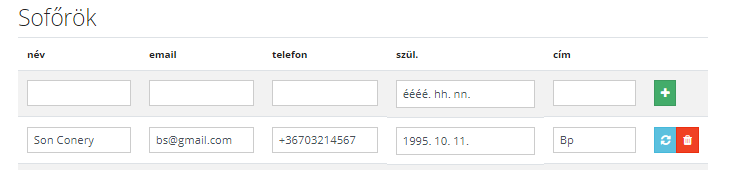 Sofőrök
név email telefon szül. cím
éééé. hh. nn.
Son Conery bs@gmail.com +36703214567 1995. 10. 11. Bp